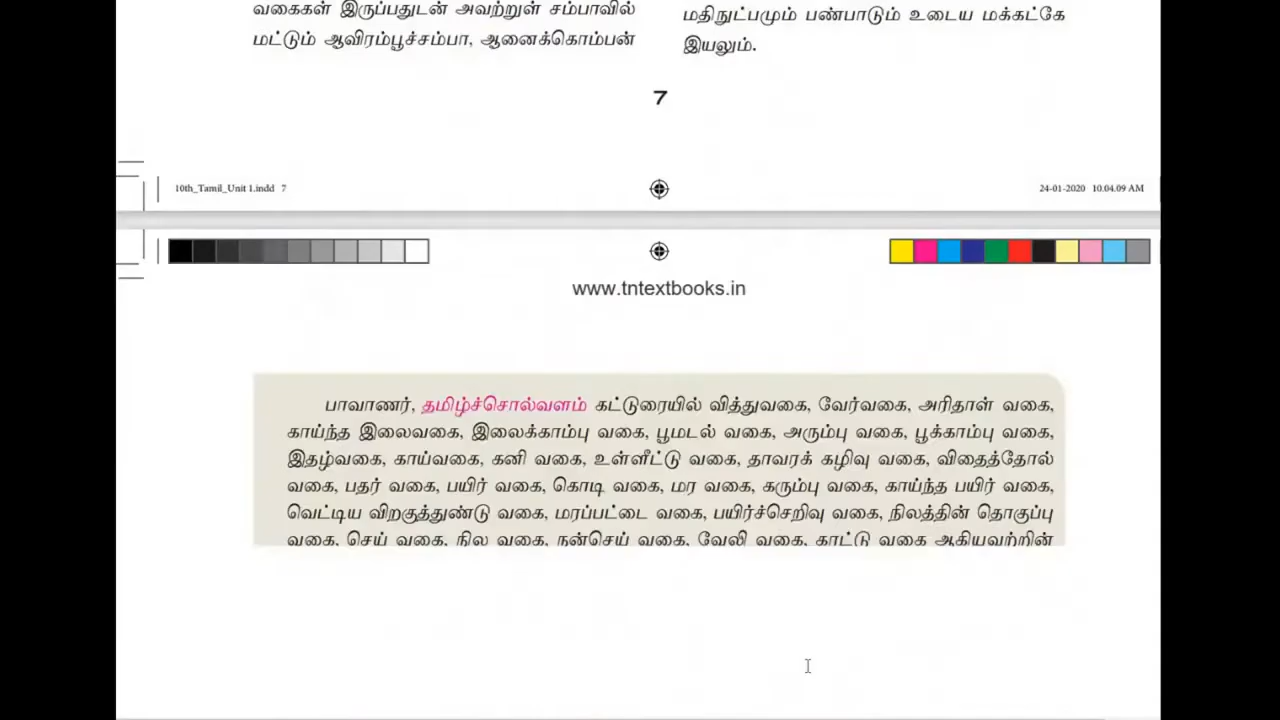 வகைகள் இருப்பதுடன் அவற்றுள் சம்பாவில்
மட்டும் ஆவிரம்பூச்சம்பா, ஆனைக்கொம்பன்
மதிநுட்பமும் பண்பாடும் உடைய மக்கட்கே
இயலும்.
7
10th_Tamil_Unit 1.indd 7
24-01-2020 10.04.09 AM
www.tntextbooks.in
பாவாணர், தமிழ்ச்சொல்வளம் கட்டுரையில் வித்துவகை, வேர்வகை, அரிதாள் வகை,
காய்ந்த இலைவகை, இலைக்காம்பு வகை, பூமடல் வகை, அரும்பு வகை, பூக்காம்பு வகை,
இதழ்வகை, காய்வகை, கனி வகை, உள்ளீட்டு வகை, தாவரக் கழிவு வகை, விதைத்தோல்
வகை, பதர் வகை, பயிர் வகை, கொடி வகை, மர வகை, கரும்பு வகை, காய்ந்த பயிர் வகை,
வெட்டிய விறகுத்துண்டு வகை, மரப்பட்டை வகை, பயிர்ச்செறிவு வகை, நிலத்தின் தொகுப்பு
வகை, செய் வகை, நில வகை, நன்செய் வகை, வேலி வகை, காட்டு வகை ஆகியவற்றின்